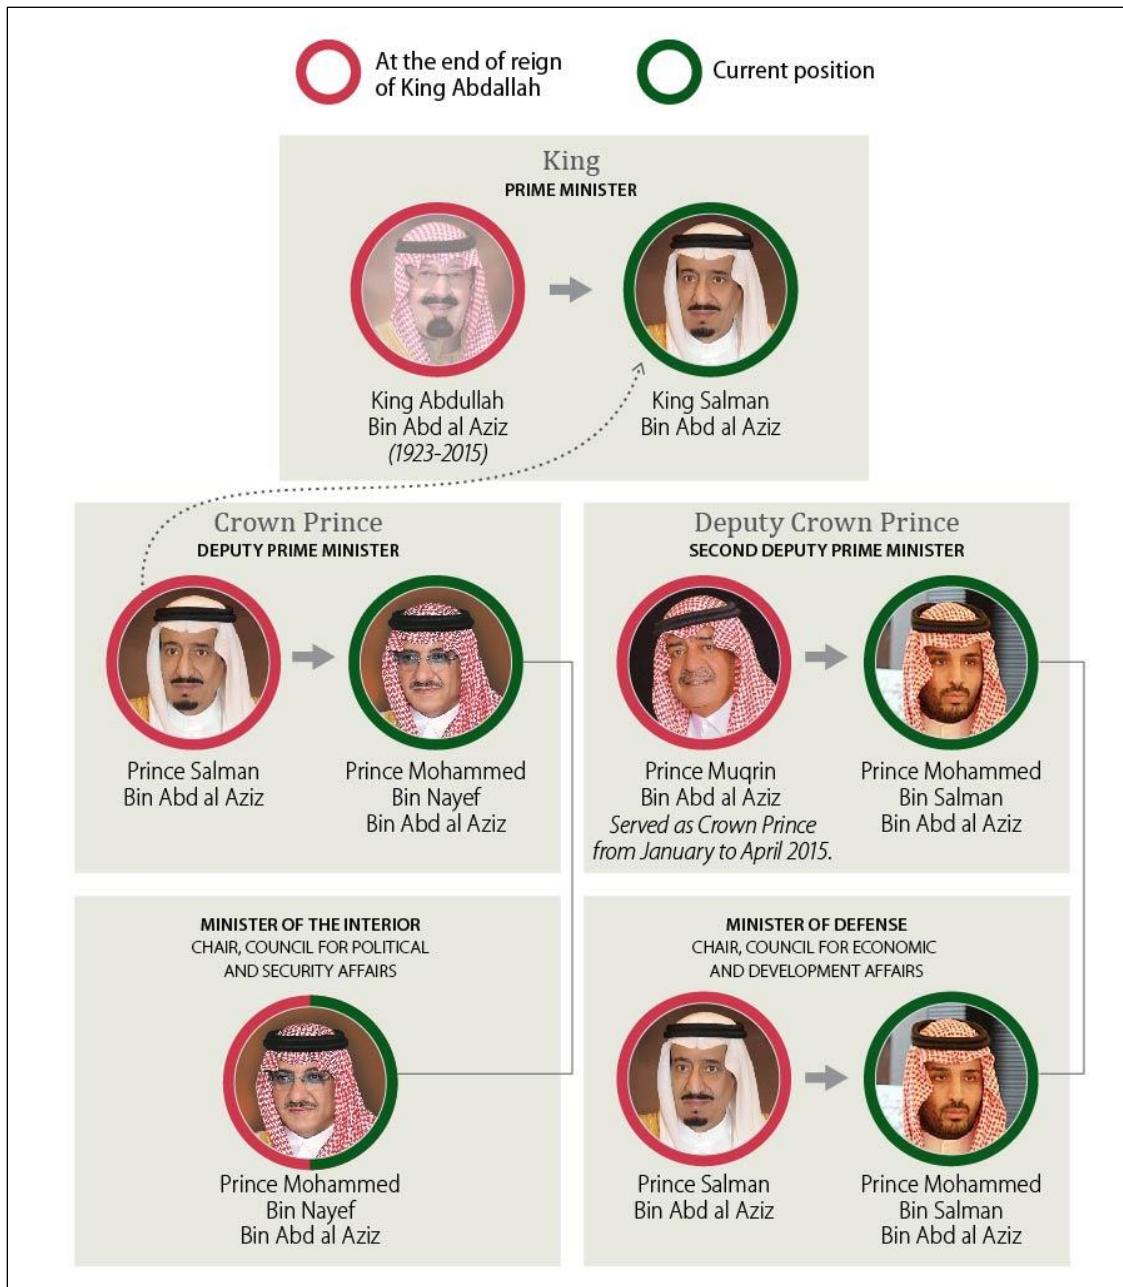 At the end of reign
of King Abdallah
Current position
King
PRIME MINISTER
King Abdullah
Bin Abd al Aziz
(1923-2015)
King Salman
Bin Abd al Aziz
Crown Prince
DEPUTY PRIME MINISTER
Prince Salman
Bin Abd al Aziz
Prince Mohammed
Bin Nayef
Bin Abd al Aziz
Deputy Crown Prince
SECOND DEPUTY PRIME MINISTER
Prince Muqrin
Bin Abd al Aziz
Served as Crown Prince
from January to April 2015.
Prince Mohammed
Bin Salman
Bin Abd al Aziz
MINISTER OF THE INTERIOR
CHAIR, COUNCIL FOR POLITICAL
AND SECURITY AFFAIRS
Prince Mohammed
Bin Nayef
Bin Abd al Aziz
MINISTER OF DEFENSE
CHAIR, COUNCIL FOR ECONOMIC
AND DEVELOPMENT AFFAIRS
Prince Salman
Bin Abd al Aziz
Prince Mohammed
Bin Salman
Bin Abd al Aziz